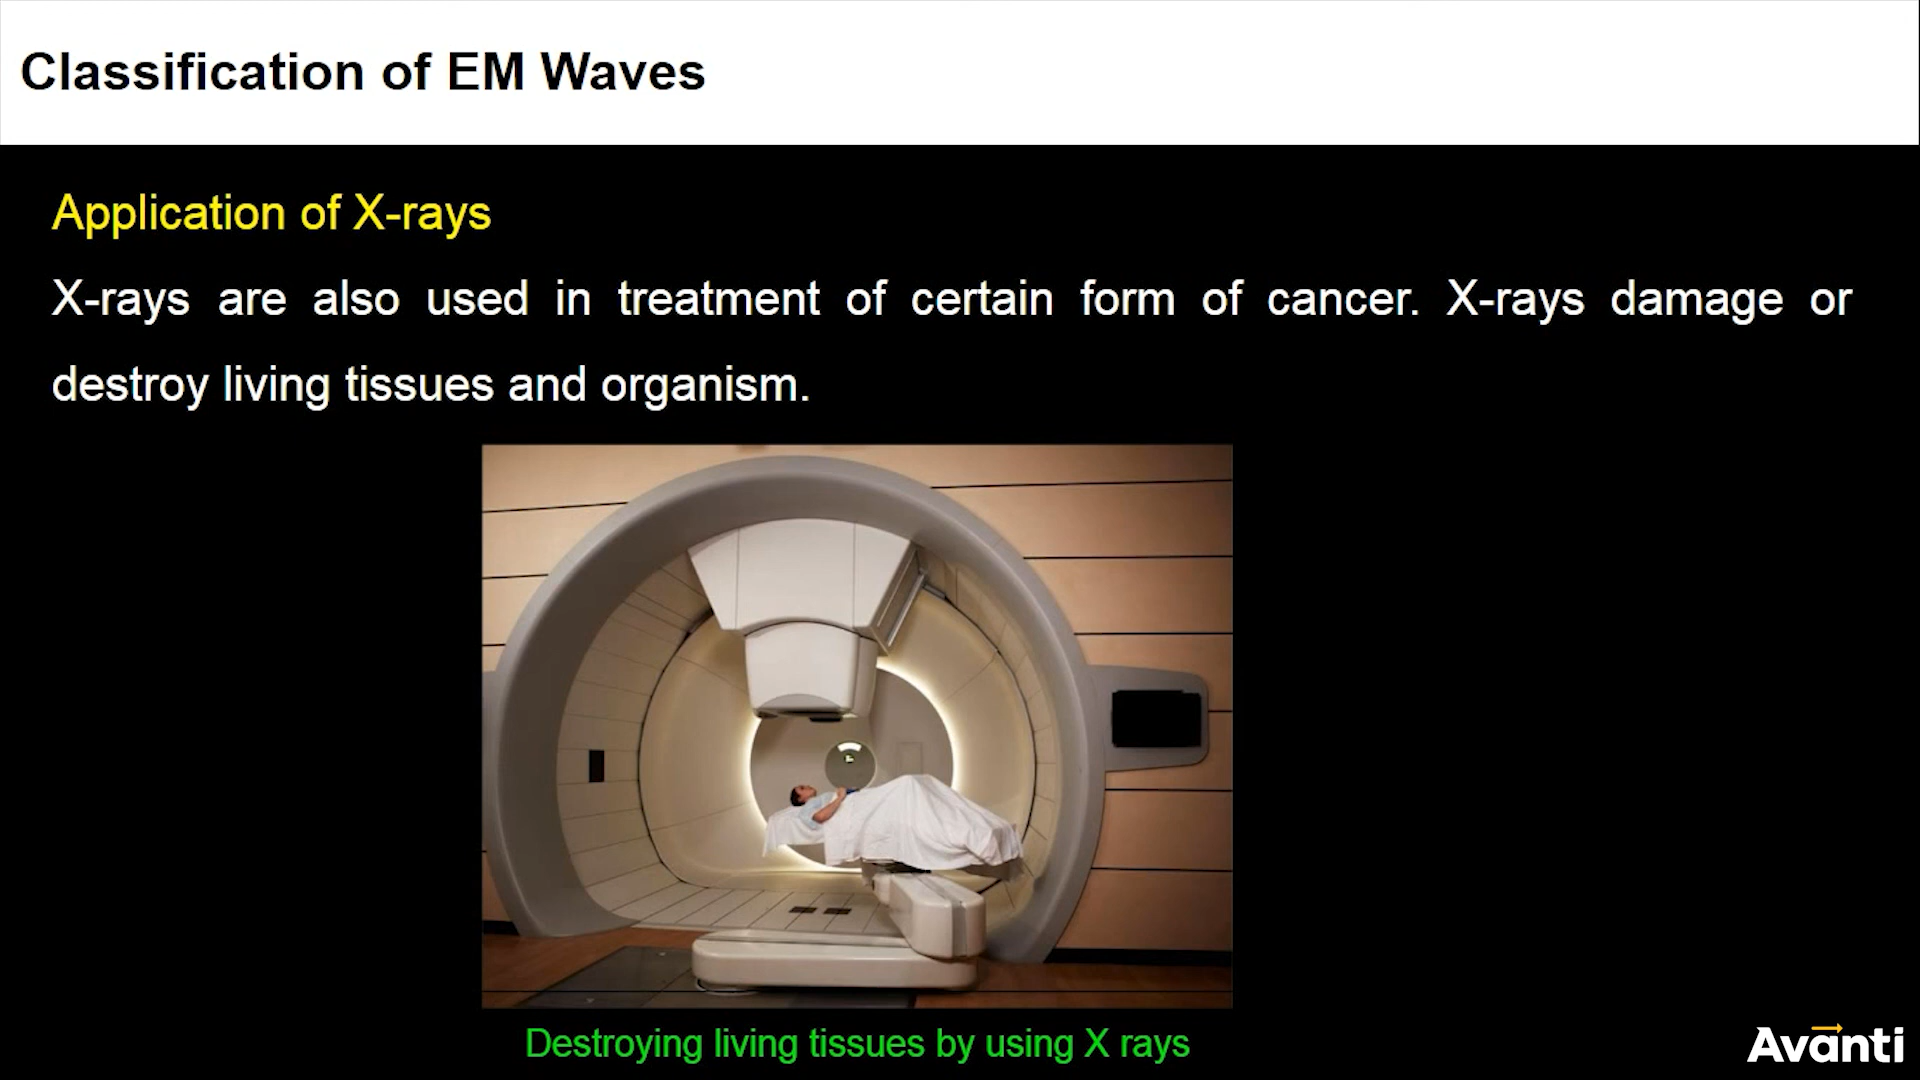 Classification of EM Waves
Application of X-rays
X-rays are also used in treatment of certain form of cancer. X-rays damage or
destroy living tissues and organism.
Destroying living tissues by using X rays
Avanti